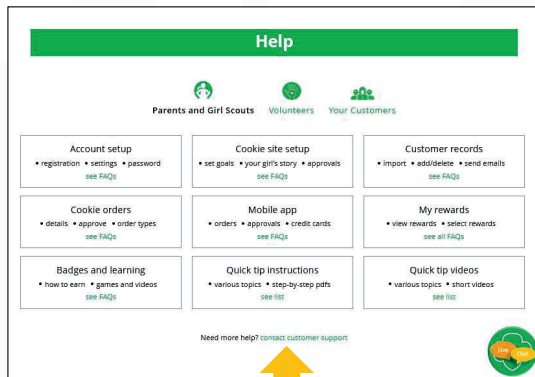 Help
Parents and Girl Scouts Volunteers Your Customers
Account setup
• registration • settings • password
see FAQs
Cookie site setup
• set goals • your girl's story • approvals
see FAQs
Customer records
• import • add/delete • send emails
see FAQs
Cookie orders
• details • approve • order types
see FAQs
Mobile app
• orders • approvals • credit cards
see FAQs
My rewards
• view rewards • select rewards
see all FAQs
Badges and learning
• how to earn • games and videos
see FAQs
Quick tip instructions
• various topics • step-by-step pdfs
see list
Quick tip videos
• various topics • short videos
see list
Need more help? contact customer support
Live
Chat